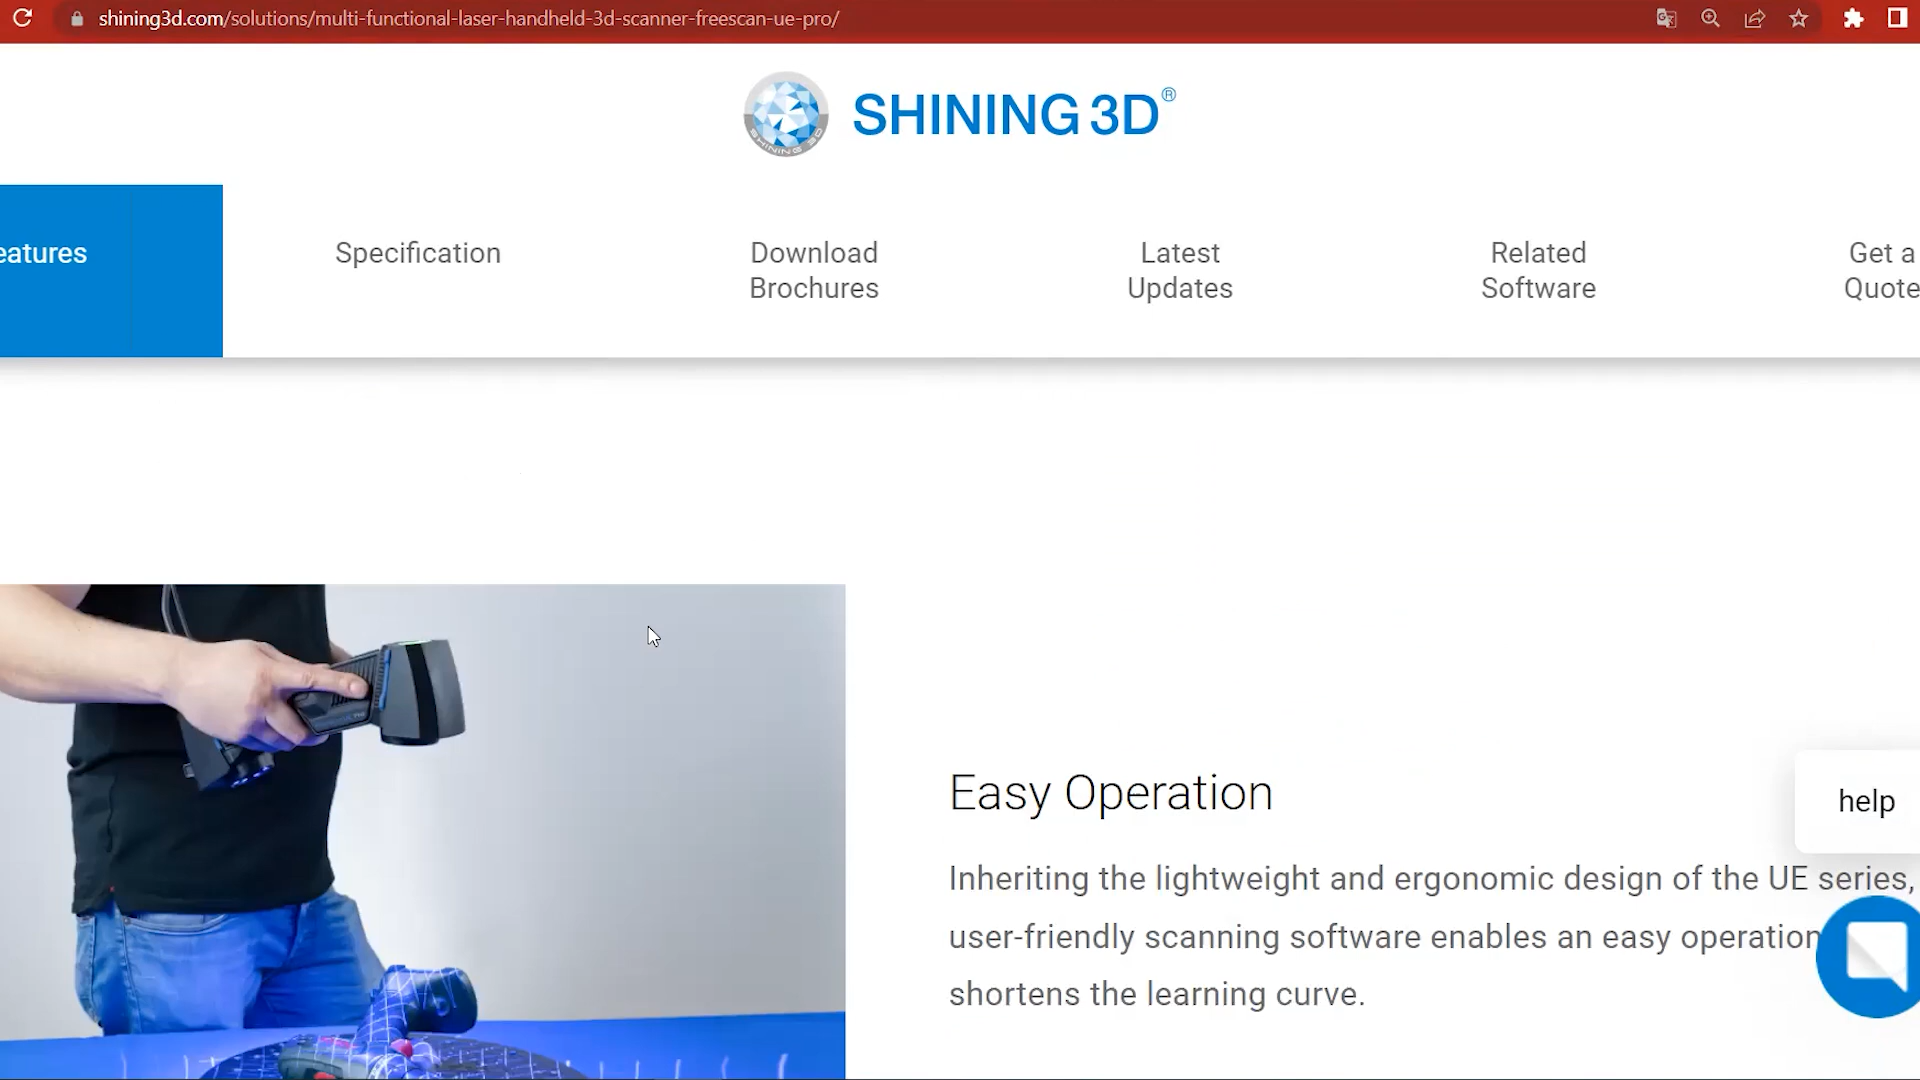 shining3d.com/solutions/multi-functional-laser-handheld-3d-scanner-freescan-ue-pro/
SHINING 3D
SHINING 3D®
eatures
Specification
Download
Brochures
Latest
Updates
Related
Software
Get a
Quote
Easy Operation
Inheriting the lightweight and ergonomic design of the UE series,
user-friendly scanning software enables an easy operation
shortens the learning curve.
help